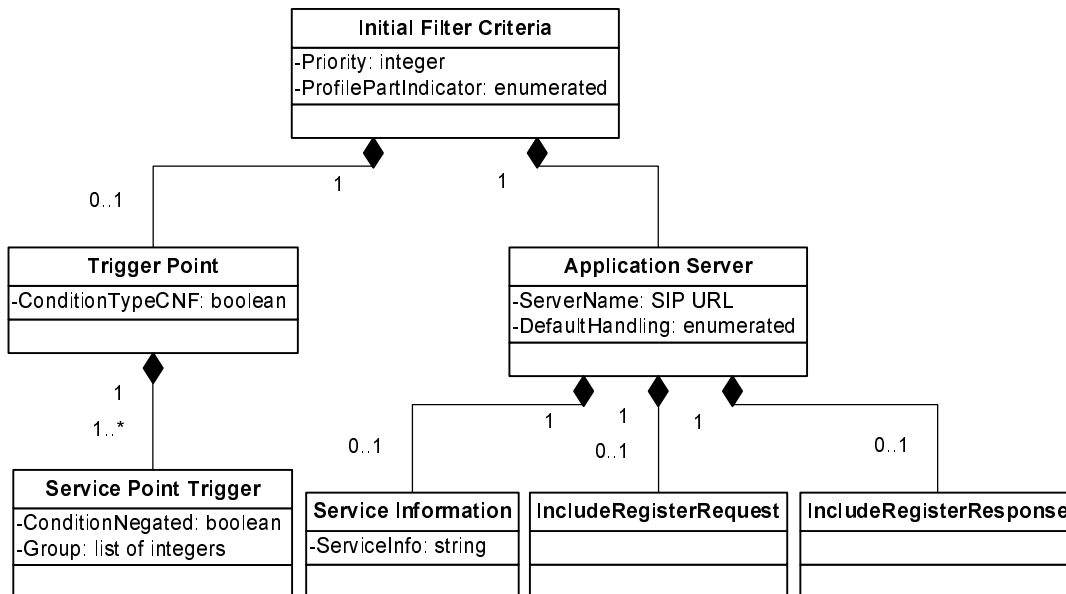 Initial Filter Criteria
-Priority: integer
-ProfilePartIndicator: enumerated
1
1
0..1
Trigger Point
-ConditionTypeCNF: boolean
Application Server
-ServerName: SIP URL
-DefaultHandling: enumerated
1
1..*
1
1
1
0..1
0..1
0..1
Service Point Trigger
-ConditionNegated: boolean
-Group: list of integers
Service Information
-ServiceInfo: string
IncludeRegisterRequest
IncludeRegisterResponse